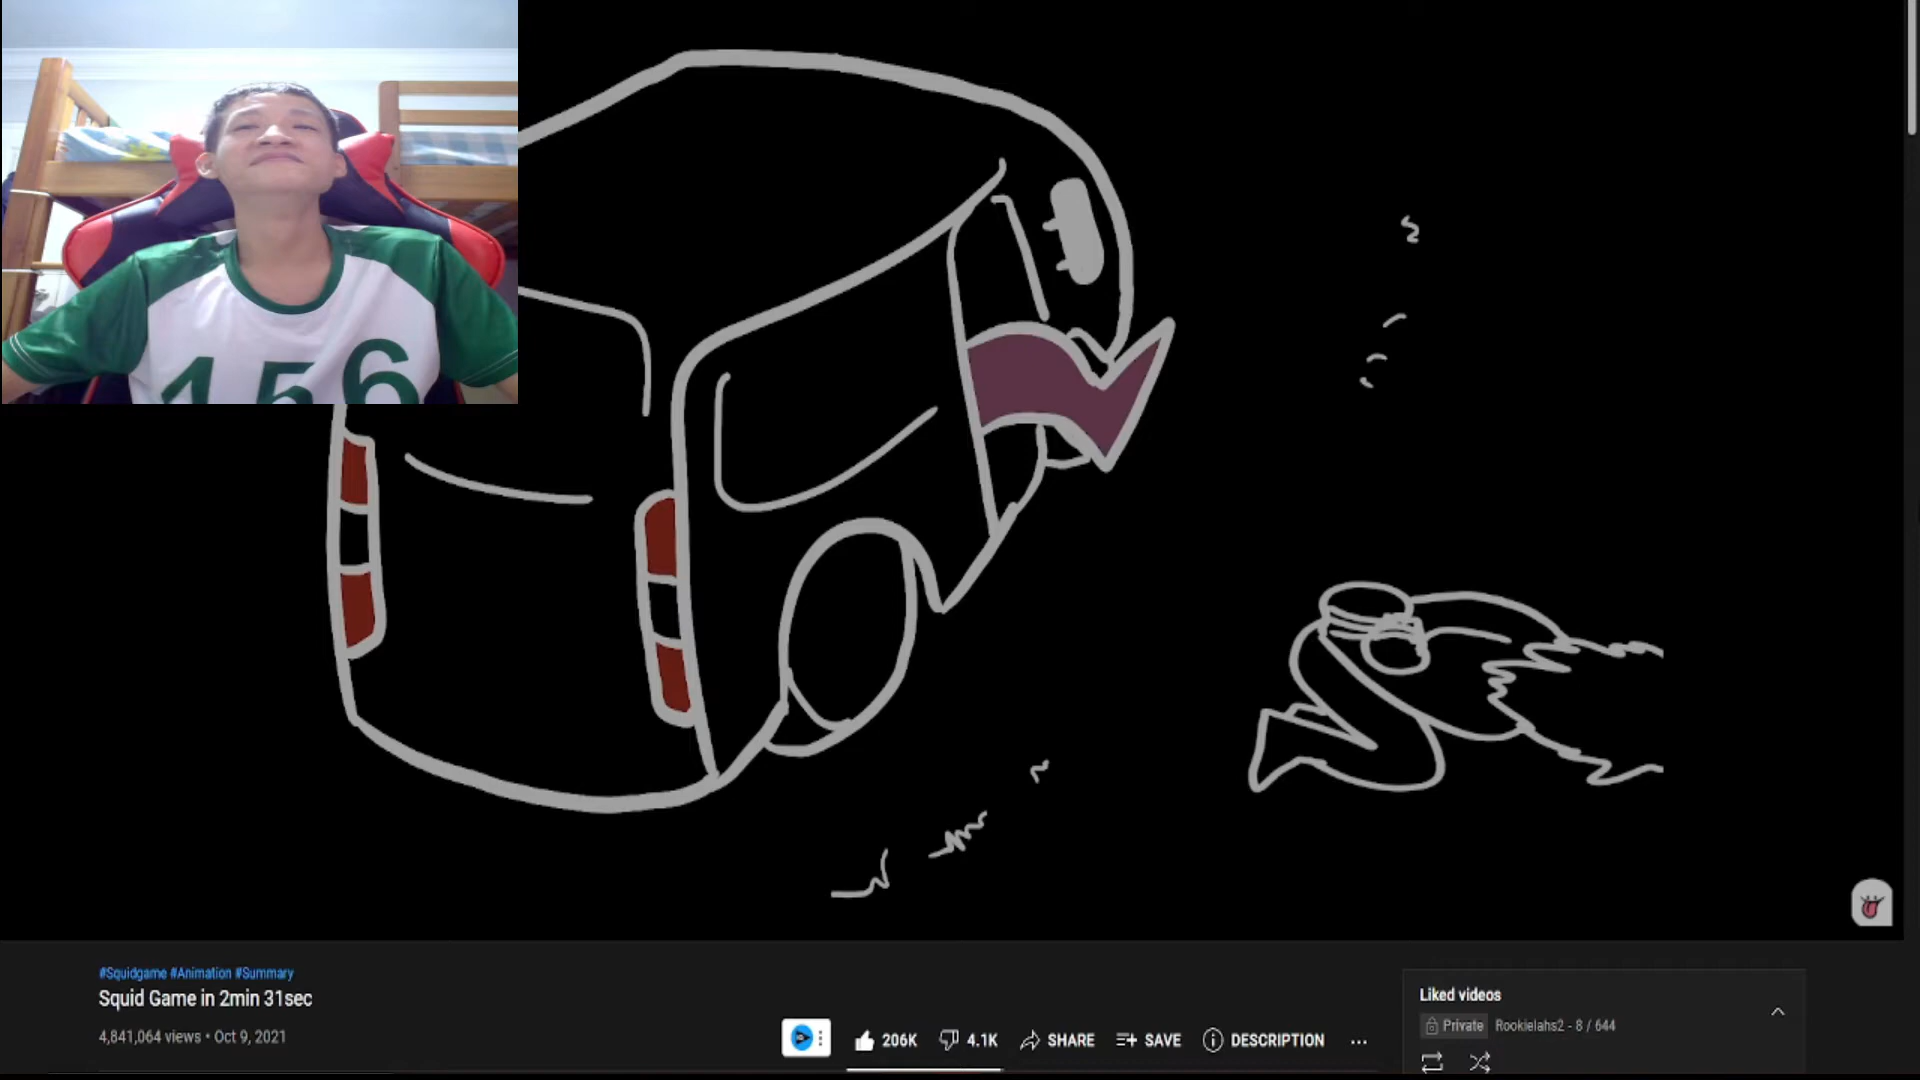 456
#Squidgame #Animation #Summary
Squid Game in 2min 31sec
4,841,064 views • Oct 9, 2021
206K
4.1K
SHARE
SAVE
DESCRIPTION
Liked videos
Private
Rookielahs2 - 8 / 644